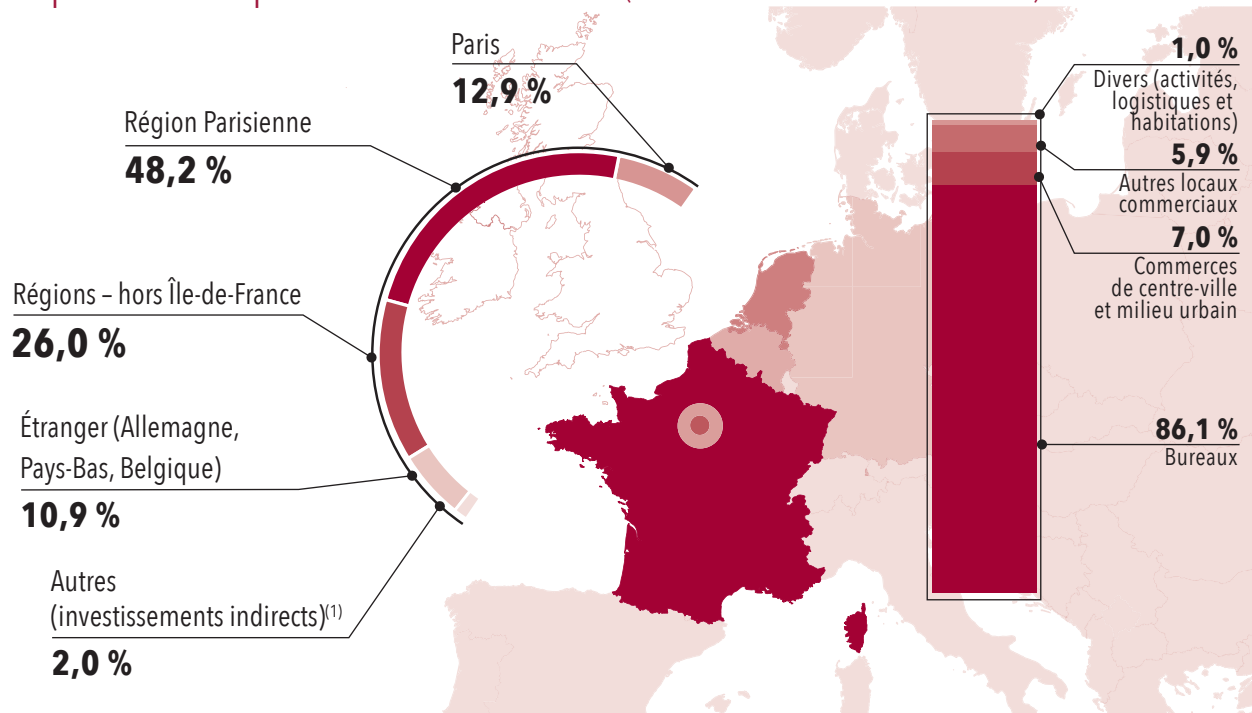 Paris
12,9 %
Région Parisienne
48,2 %
Régions – hors Île-de-France
26,0 %
Étranger (Allemagne,
Pays-Bas, Belgique)
10,9 %
Autres
(investissements indirects)(1)
2,0 %
1,0 %
Divers (activités,
logistiques et
habitations)
5,9 %
Autres locaux
commerciaux
7,0 %
Commerces
de centre-ville
et milieu urbain
86,1 %
Bureaux